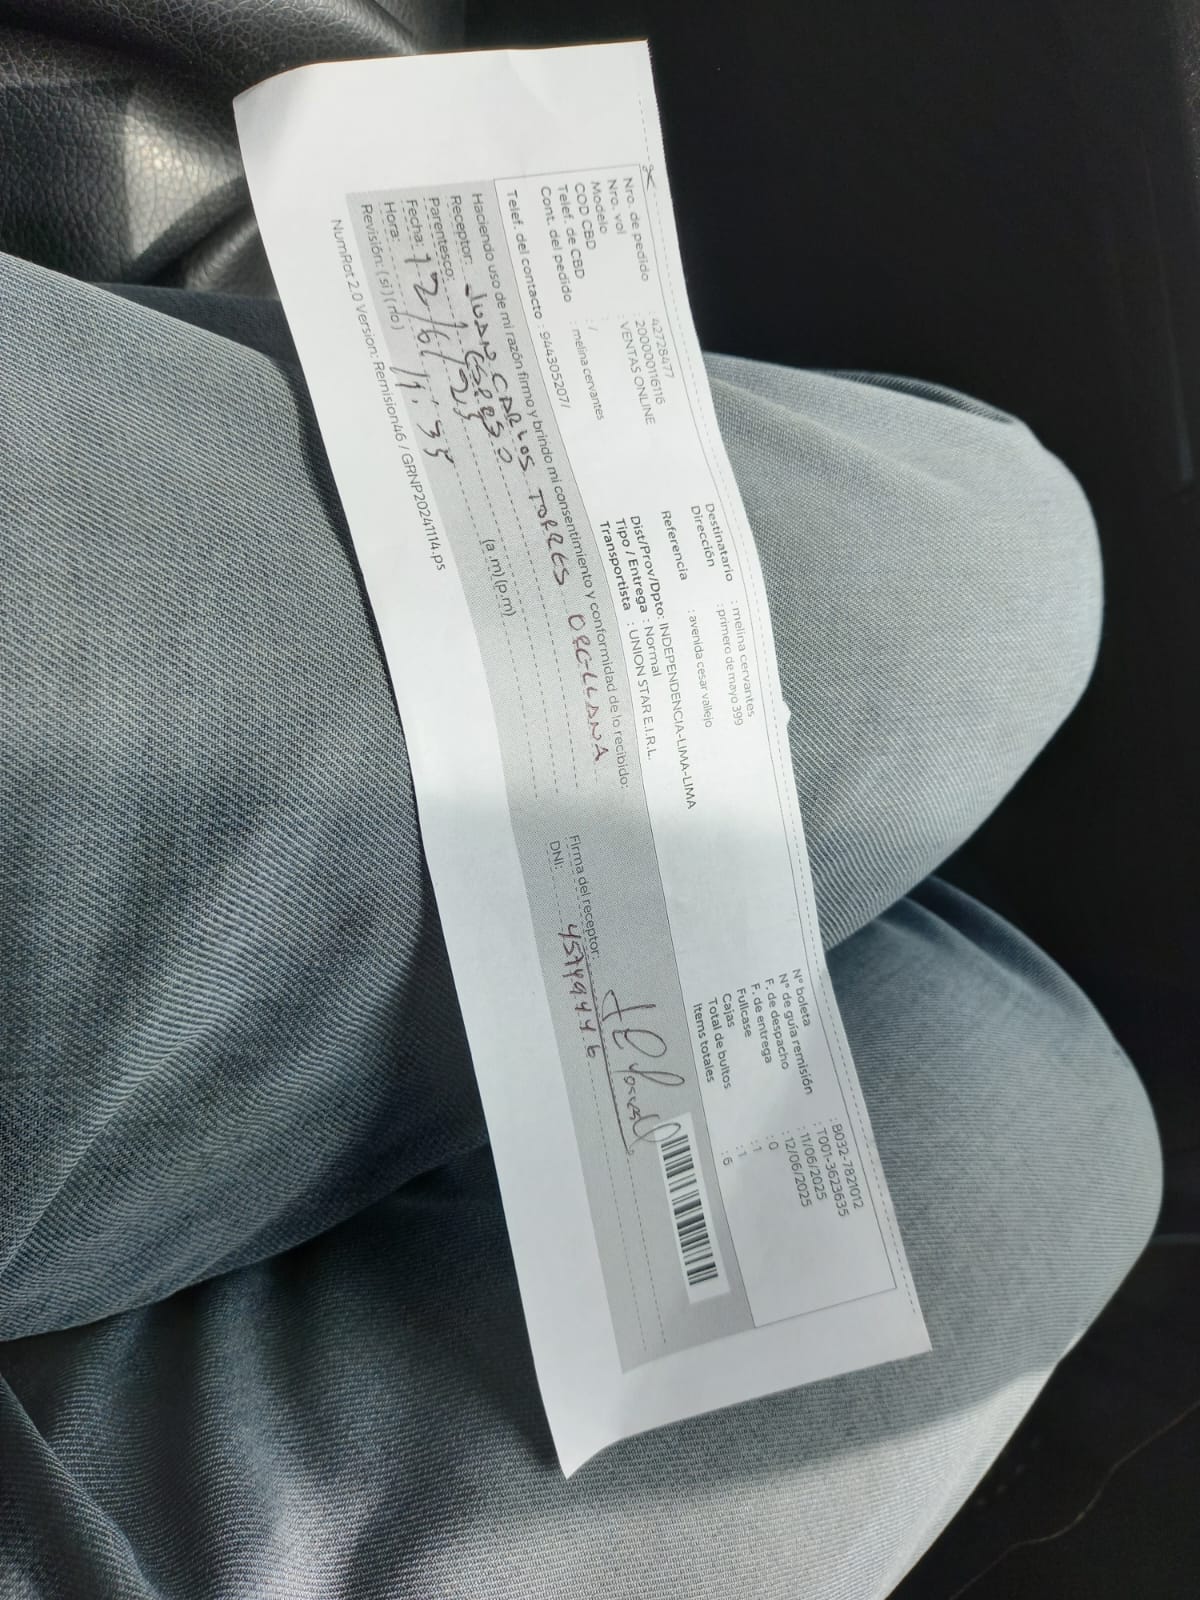 Nro. de pedido : 42728477
Nro. vol : 200000116116
Modelo : VENTAS ONLINE
COD CBD
Telef. de CBD : /
Cont. del pedido : melina cervantes
Telef. del contacto : 944305207/
Destinatario : melina cervantes
Dirección : primero de mayo 399
Referencia : avenida cesar vallejo
Dist/Prov/Dpto: INDEPENDENCIA-LIMA-LIMA
Tipo / Entrega : Normal
Transportista : UNION STAR E.I.R.L.
N° boleta : B032-7821012
N° de guía remisión : T001-3623635
F. de despacho : 11/06/2025
F. de entrega : 12/06/2025
Fullcase : 0
Cajas : 1
Total de bultos : 1
Items totales : 6
Haciendo uso de mi razón firmo y brindo mi consentimiento y conformidad de lo recibido:
Receptor: JUAN CARLOS TORRES ORELLANA
Parentesco:
Fecha: 12/6/25
Hora: 11:35 (a.m) (p.m)
Revisión: (si) (no)
Firma del receptor:
DNI:
NumRot 2.0 Version: Remision46 / GRNP20241114.ps